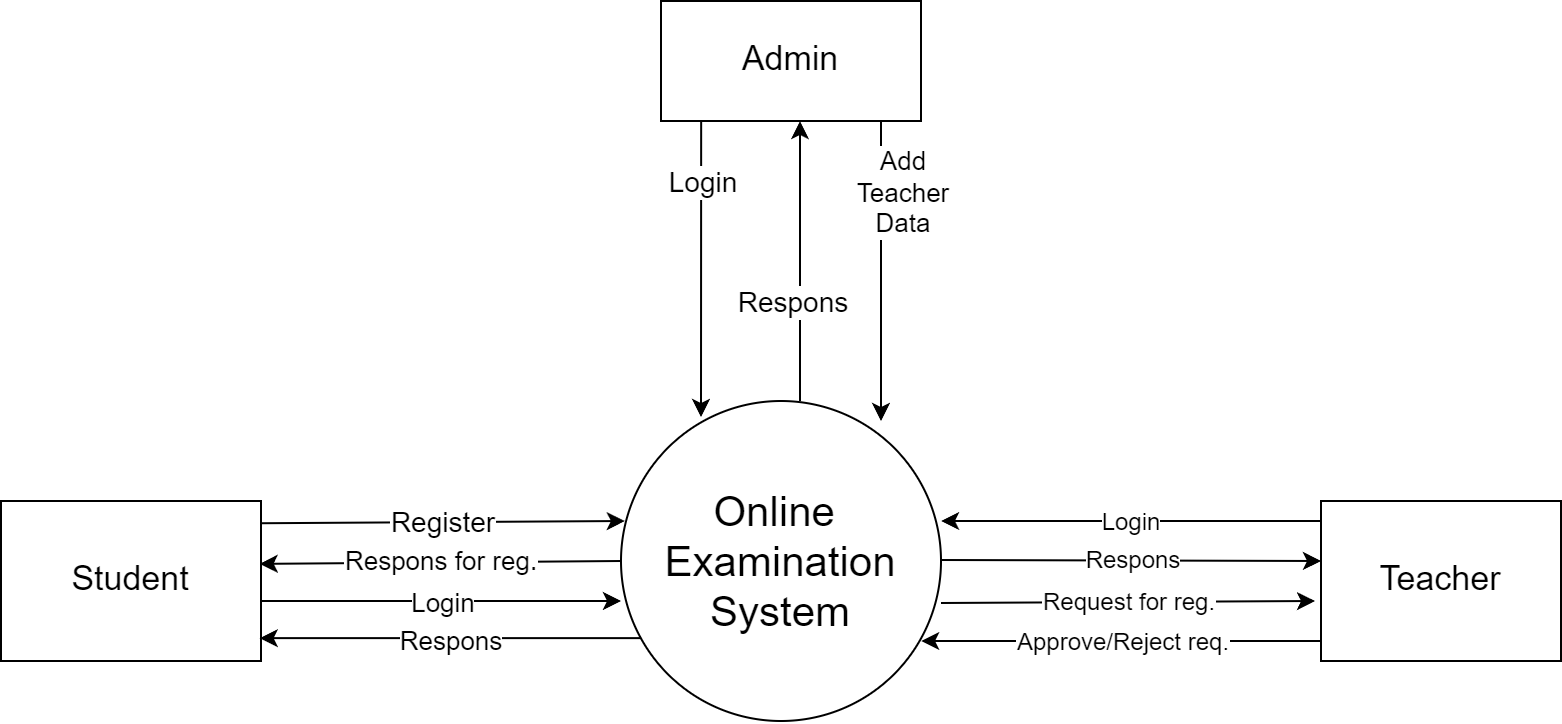 Admin
Login
Add
Teacher
Data
Respons
Online
Examination
System
Student
Register
Respons for reg.
Login
Respons
Teacher
Login
Respons
Request for reg.
Approve/Reject req.